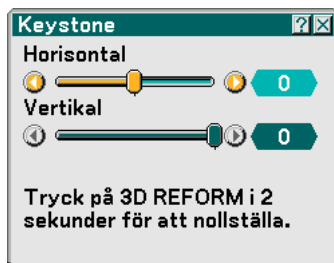 Keystone
Horisontal
0
Vertikal
0
Tryck på 3D REFORM i 2
sekunder för att nollställa.